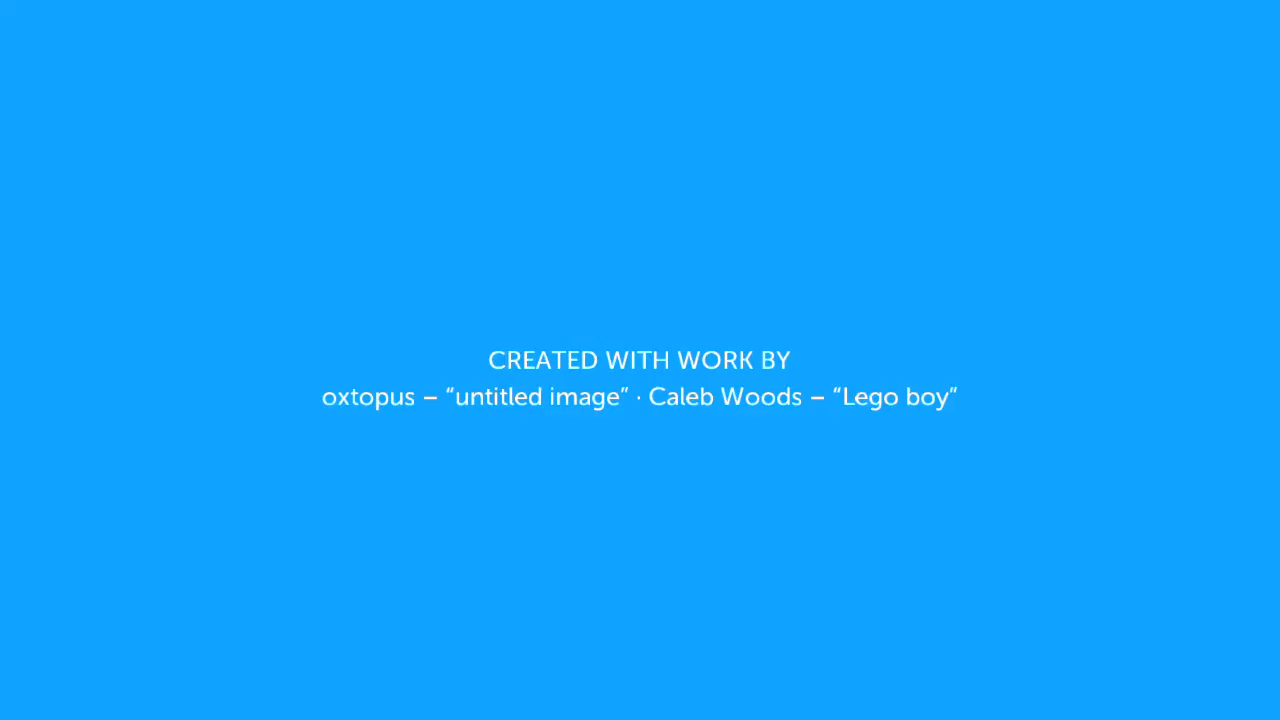 CREATED WITH WORK BY
oxtopus – “untitled image” · Caleb Woods – “Lego boy”